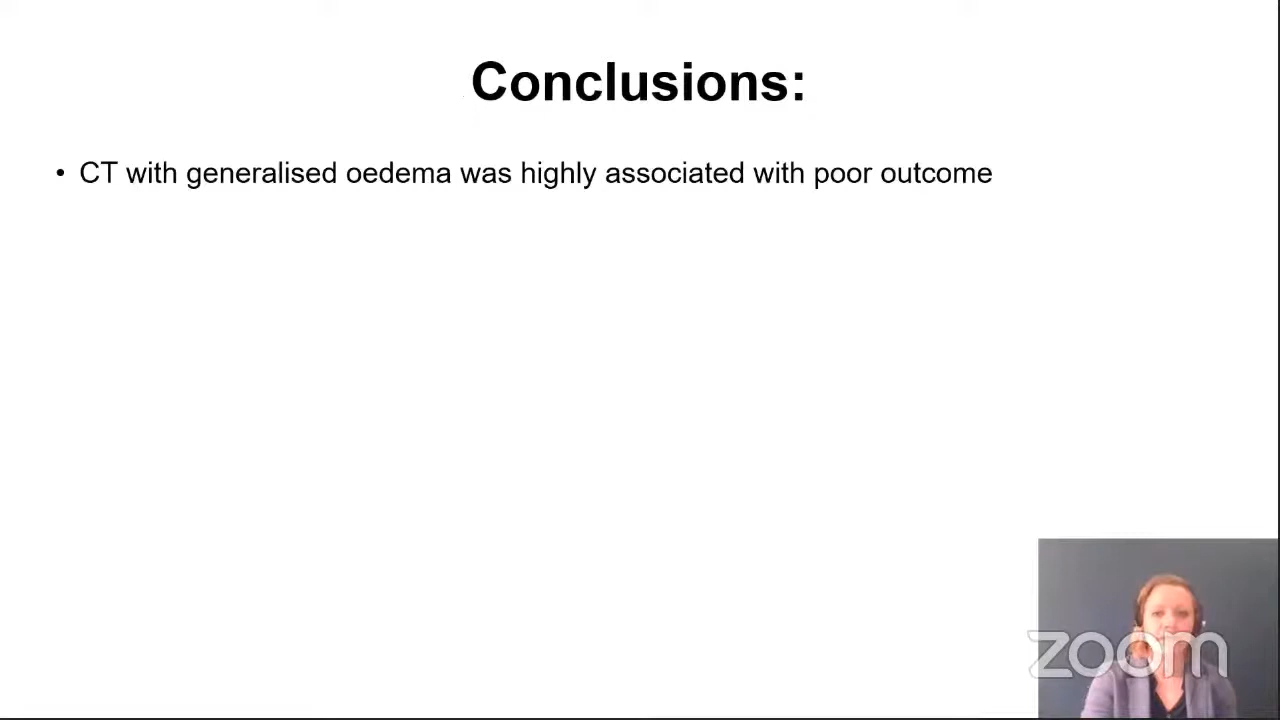 Conclusions:
• CT with generalised oedema was highly associated with poor outcome
zoom